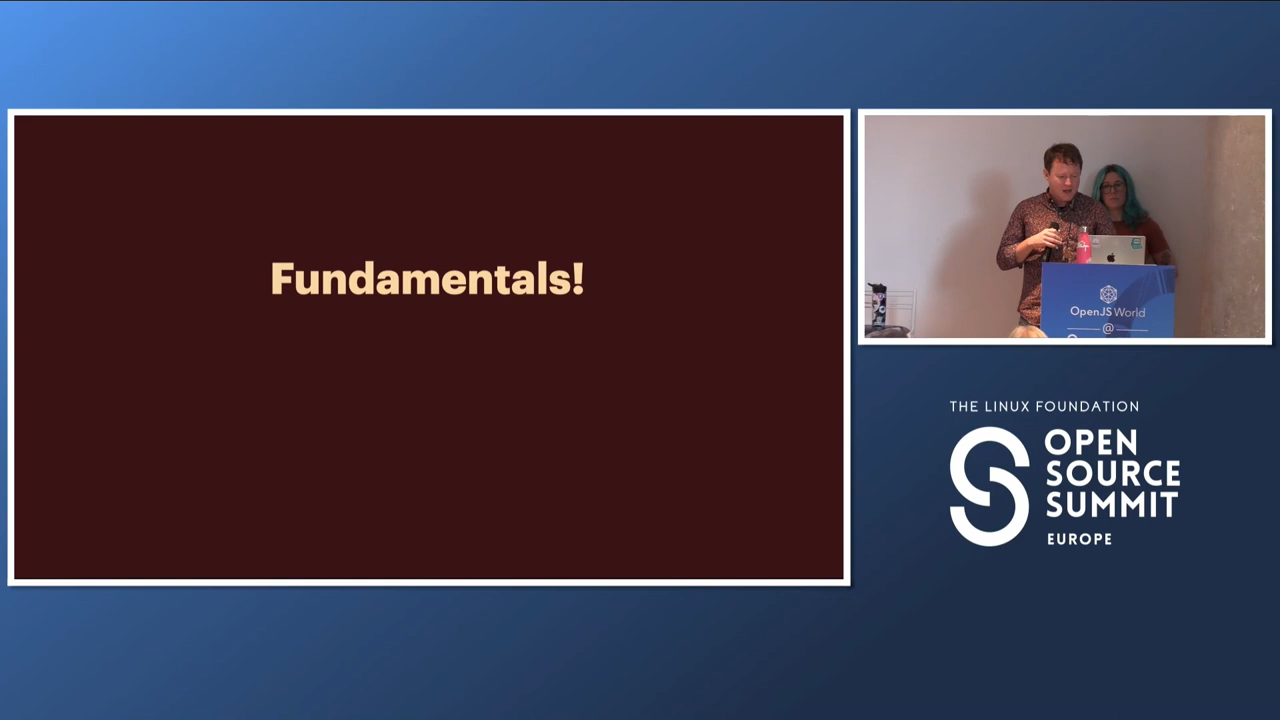 Fundamentals!
OpenJS World
@
THE LINUX FOUNDATION
OPEN
SOURCE
SUMMIT
EUROPE